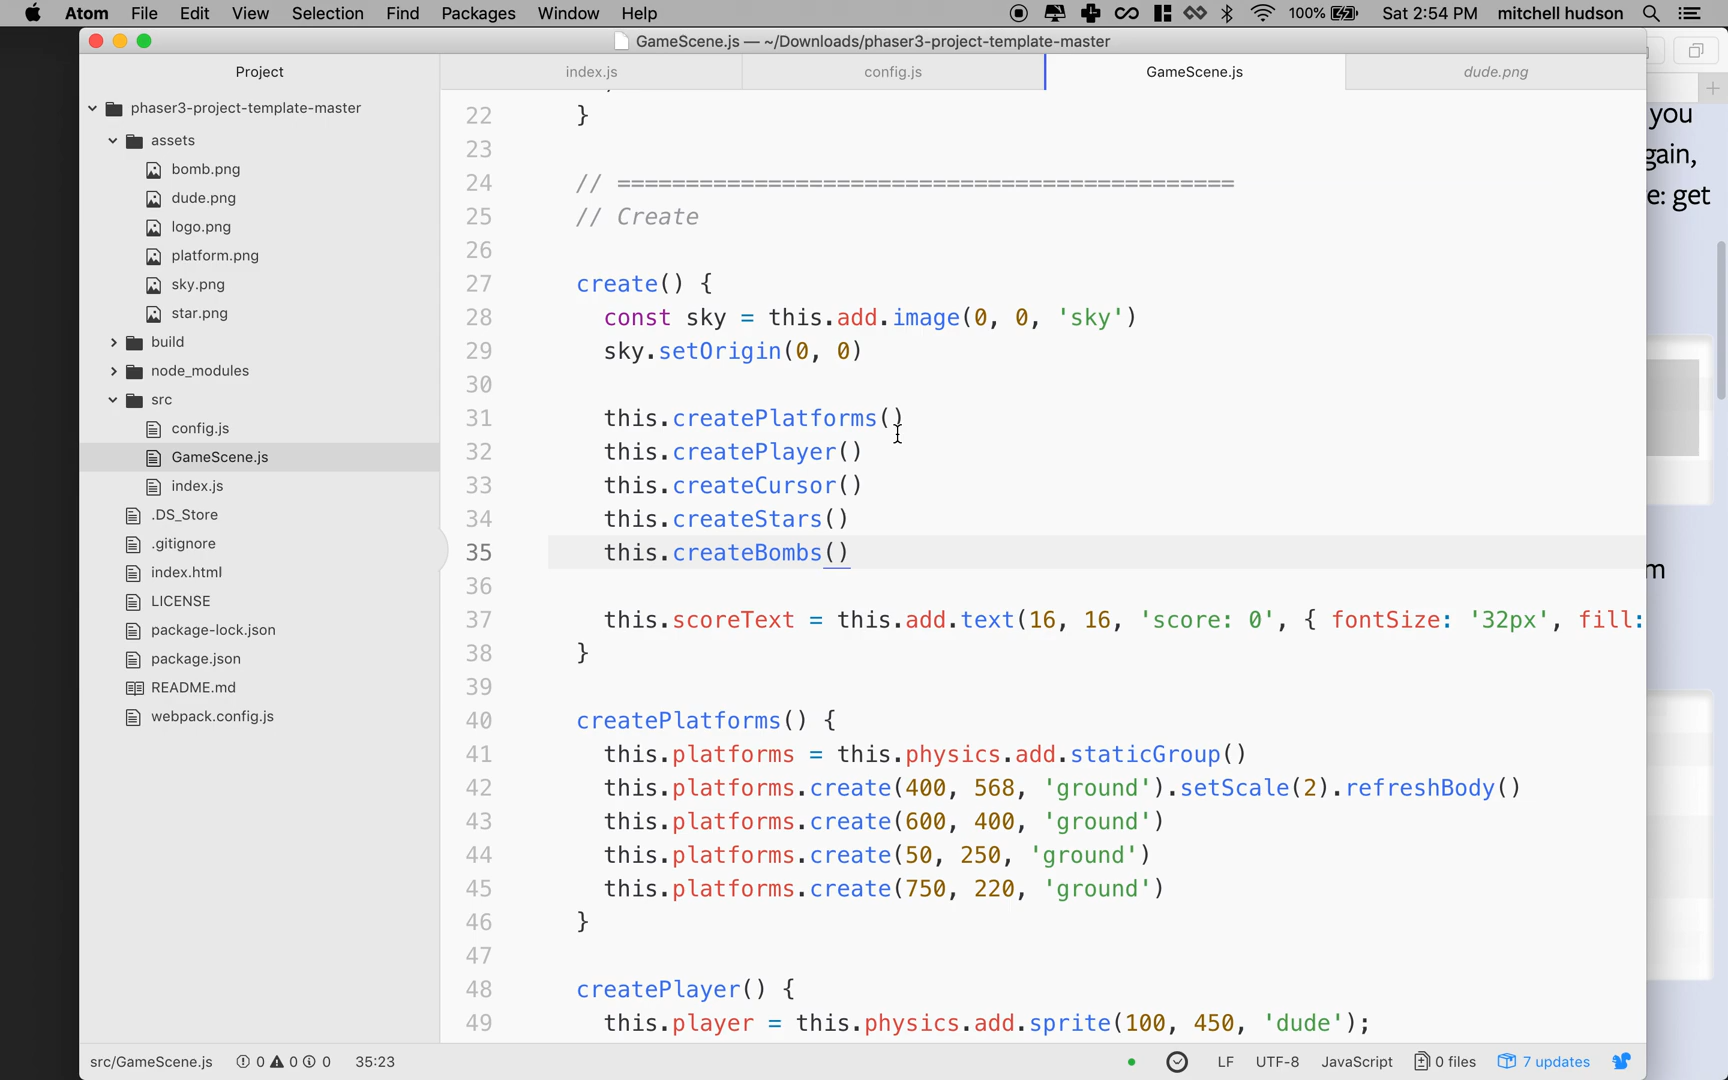 Atom File Edit View Selection Find Packages Window Help 100% Sat 2:54 PM mitchell hudson
GameScene.js — ~/Downloads/phaser3-project-template-master
Project
index.js
config.js
GameScene.js
dude.png
phaser3-project-template-master
assets
bomb.png
dude.png
logo.png
platform.png
sky.png
star.png
build
node_modules
src
config.js
GameScene.js
index.js
.DS_Store
.gitignore
index.html
LICENSE
package-lock.json
package.json
README.md
webpack.config.js
22 }
23
24 // =============================================
25 // Create
26
27 create() {
28 const sky = this.add.image(0, 0, 'sky')
29 sky.setOrigin(0, 0)
30
31 this.createPlatforms()
32 this.createPlayer()
33 this.createCursor()
34 this.createStars()
35 this.createBombs()
36
37 this.scoreText = this.add.text(16, 16, 'score: 0', { fontSize: '32px', fill:
38 }
39
40 createPlatforms() {
41 this.platforms = this.physics.add.staticGroup()
42 this.platforms.create(400, 568, 'ground').setScale(2).refreshBody()
43 this.platforms.create(600, 400, 'ground')
44 this.platforms.create(50, 250, 'ground')
45 this.platforms.create(750, 220, 'ground')
46 }
47
48 createPlayer() {
49 this.player = this.physics.add.sprite(100, 450, 'dude');
you
gain,
e: get
m
src/GameScene.js 0 0 0 35:23 LF UTF-8 JavaScript 0 files 7 updates